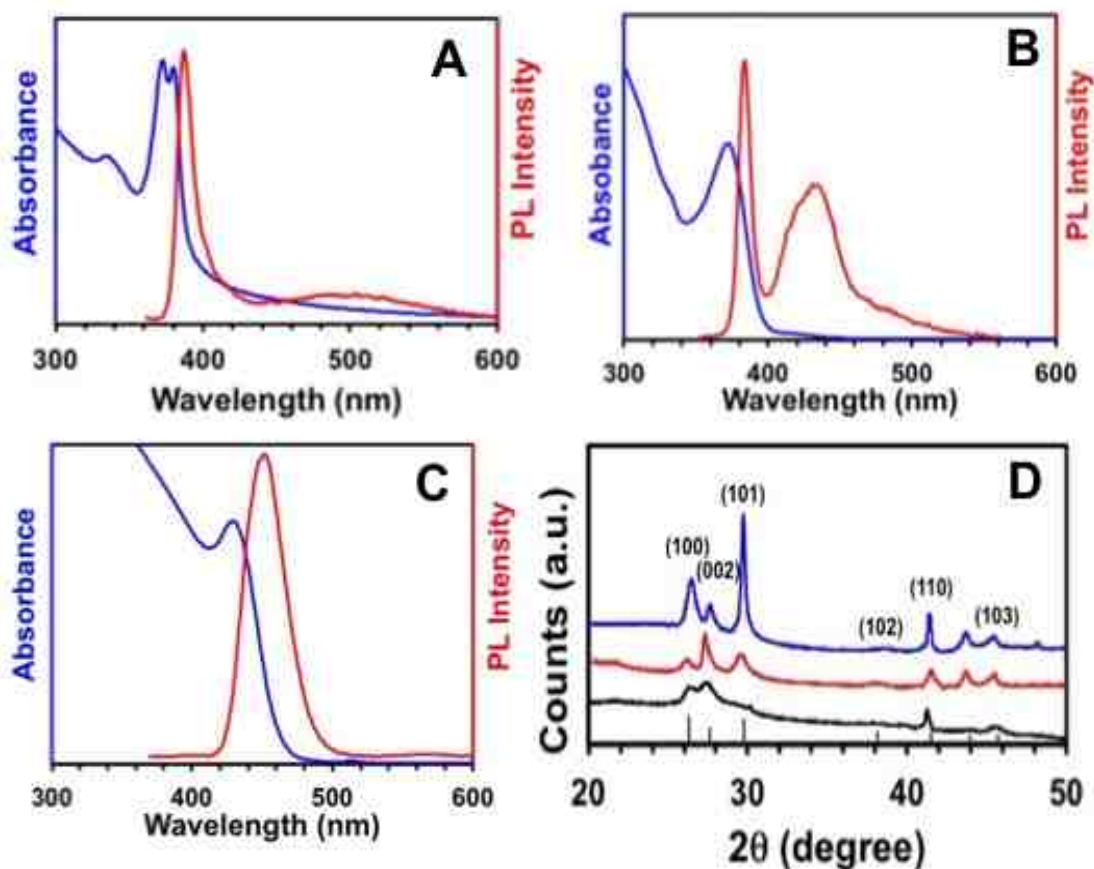 A
Absorbance
PL Intensity
300 400 500 600
Wavelength (nm)
B
Absobance
PL Intensity
300 400 500 600
Wavelength (nm)
C
Absorbance
PL Intensity
300 400 500 600
Wavelength (nm)
D
Counts (a.u.)
(100)
(002)
(101)
(102)
(110)
(103)
20 30 40 50
2θ (degree)